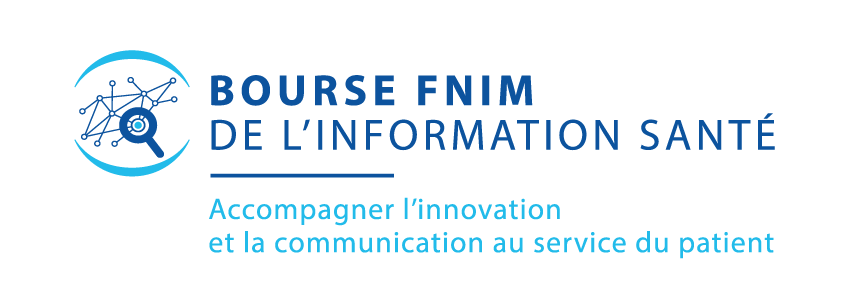 BOURSE FNIM
DE L’INFORMATION SANTÉ
Accompagner l’innovation
et la communication au service du patient